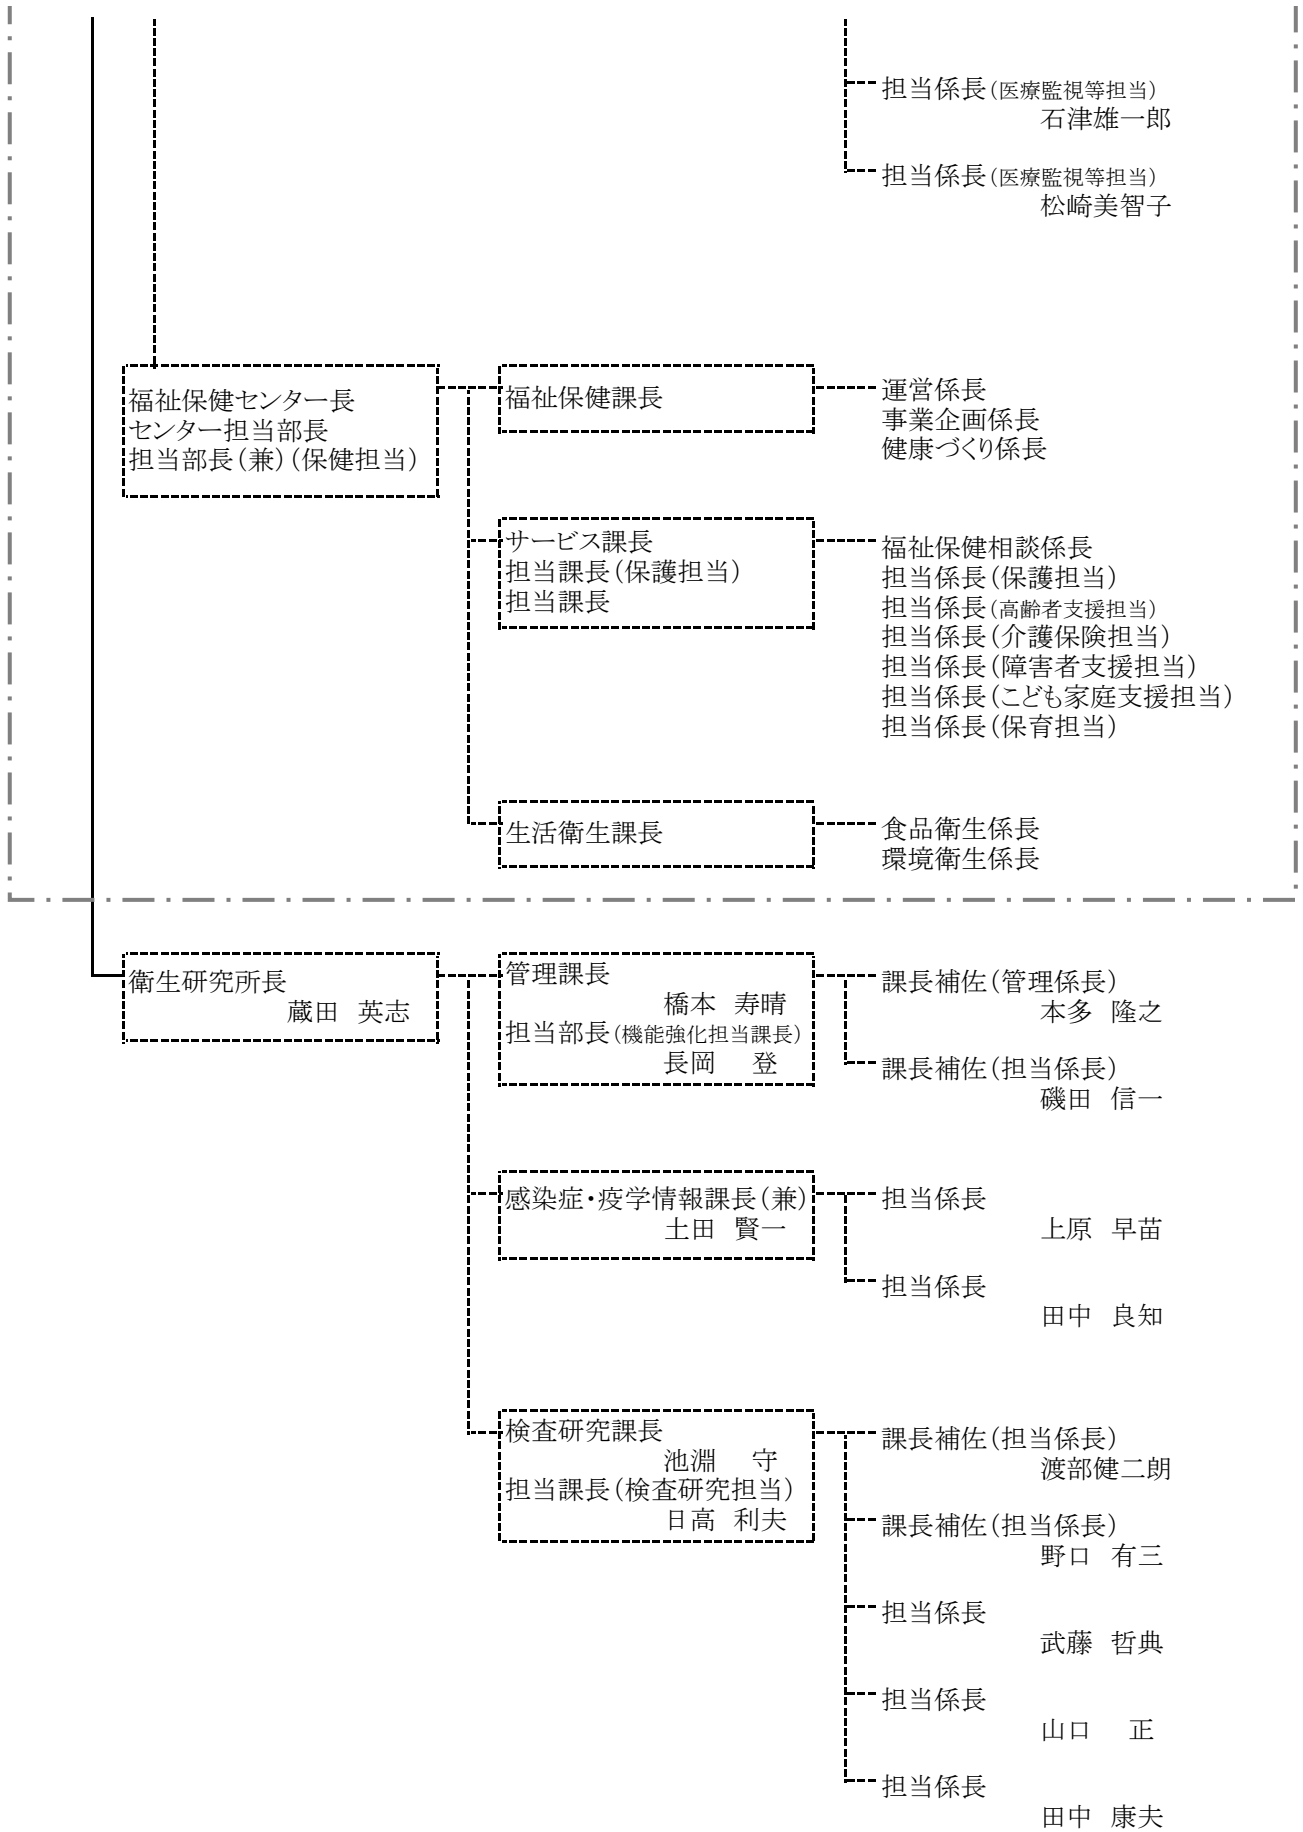 担当係長(医療監視等担当)
石津雄一郎
担当係長(医療監視等担当)
松崎美智子
福祉保健センター長
センター担当部長
担当部長(兼)(保健担当)
福祉保健課長
運営係長
事業企画係長
健康づくり係長
サービス課長
担当課長(保護担当)
担当課長
福祉保健相談係長
担当係長(保護担当)
担当係長(高齢者支援担当)
担当係長(介護保険担当)
担当係長(障害者支援担当)
担当係長(こども家庭支援担当)
担当係長(保育担当)
生活衛生課長
食品衛生係長
環境衛生係長
衛生研究所長
蔵田 英志
管理課長
橋本 寿晴
担当部長(機能強化担当課長)
長岡 登
課長補佐(管理係長)
本多 隆之
課長補佐(担当係長)
磯田 信一
感染症・疫学情報課長(兼)
土田 賢一
担当係長
上原 早苗
担当係長
田中 良知
検査研究課長
池淵 守
担当課長(検査研究担当)
日高 利夫
課長補佐(担当係長)
渡部健二朗
課長補佐(担当係長)
野口 有三
担当係長
武藤 哲典
担当係長
山口 正
担当係長
田中 康夫